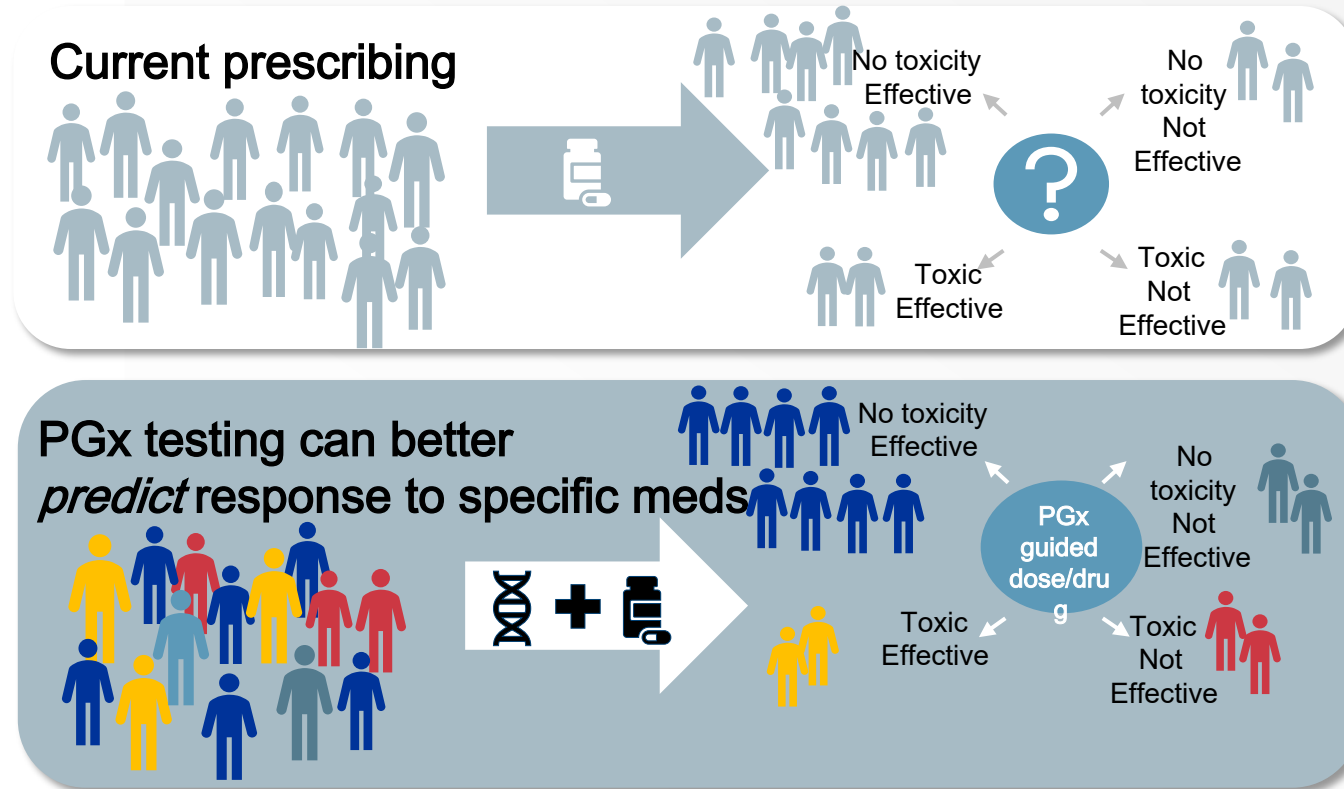 Current prescribing
No toxicity
Effective
No
toxicity
Not
Effective
?
Toxic
Effective
Toxic
Not
Effective
PGx testing can better
predict response to specific meds
No toxicity
Effective
No
toxicity
Not
Effective
PGx
guided
dose/dru
g
Toxic
Effective
Toxic
Not
Effective